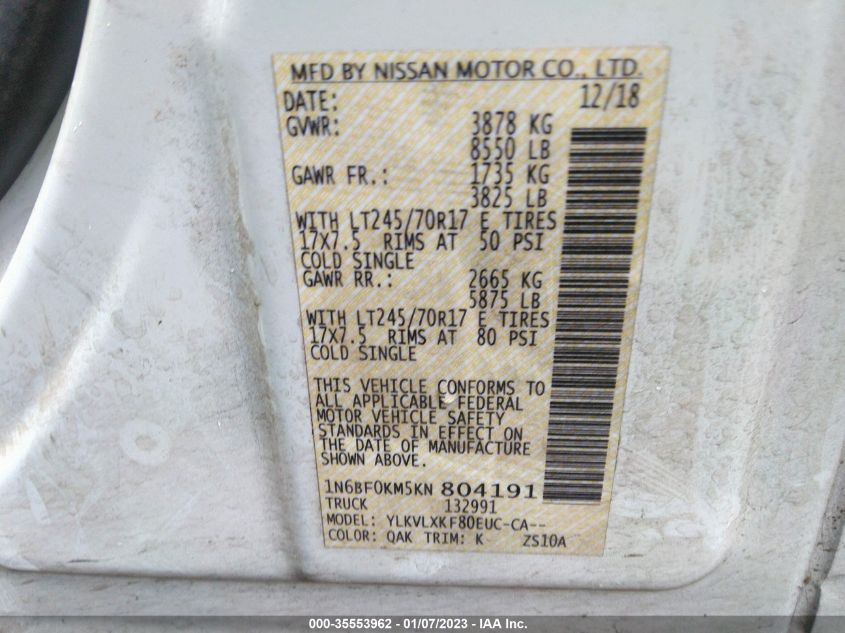 MFD BY NISSAN MOTOR CO., LTD.
DATE: 12/18
GVWR: 3878 KG
8550 LB
GAWR FR.: 1735 KG
3825 LB
WITH LT245/70R17 E TIRES
17X7.5 RIMS AT 50 PSI
COLD SINGLE
GAWR RR.: 2665 KG
5875 LB
WITH LT245/70R17 E TIRES
17X7.5 RIMS AT 80 PSI
COLD SINGLE
THIS VEHICLE CONFORMS TO
ALL APPLICABLE FEDERAL
MOTOR VEHICLE SAFETY
STANDARDS IN EFFECT ON
THE DATE OF MANUFACTURE
SHOWN ABOVE.
1N6BF0KM5KN 804191
TRUCK 132991
MODEL: YLKVLXKF80EUC-CA--
COLOR: QAK TRIM: K ZS10A
000-35553962 - 01/07/2023 - IAA Inc.